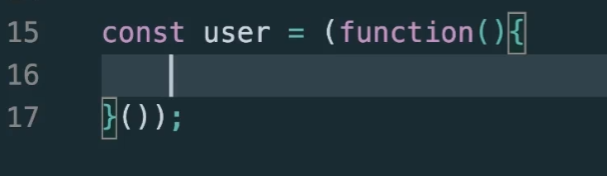 15 const user = (function(){
16
17 }());